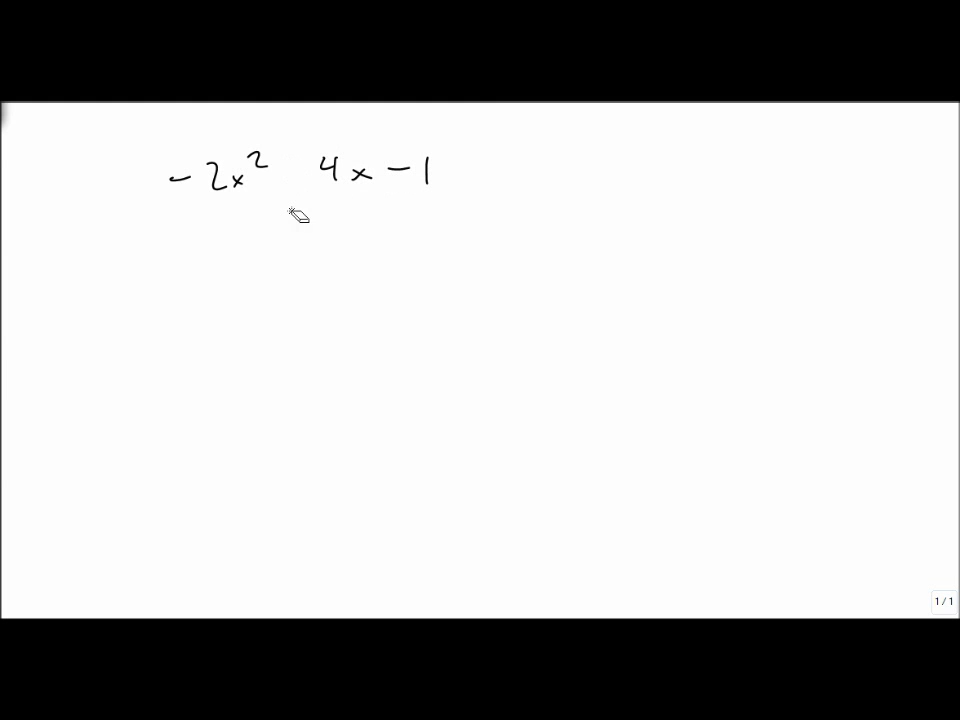 - 2x² 4x - 1
1 / 1